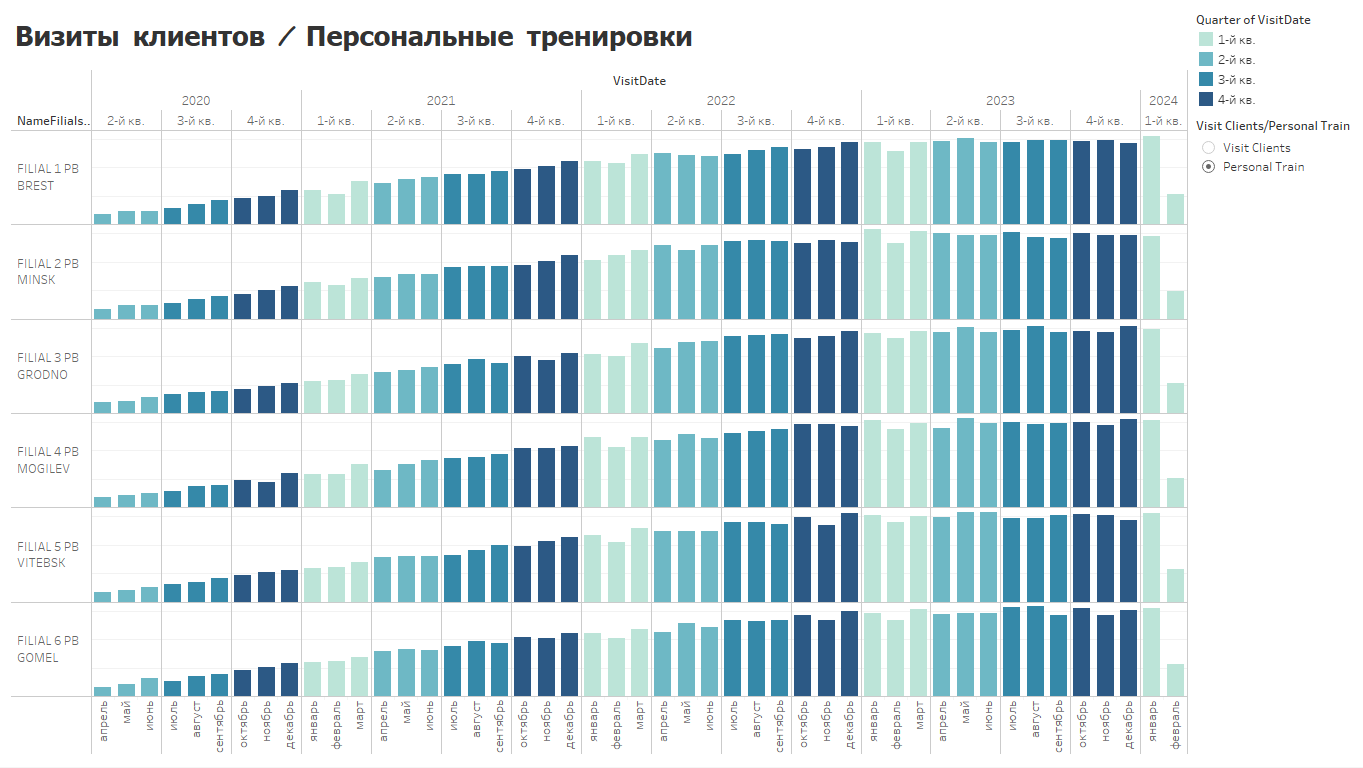 Визиты клиентов / Персональные тренировки
VisitDate
2020 2021 2022 2023 2024
NameFilials.. 2-й кв. 3-й кв. 4-й кв. 1-й кв. 2-й кв. 3-й кв. 4-й кв. 1-й кв. 2-й кв. 3-й кв. 4-й кв. 1-й кв. 2-й кв. 3-й кв. 4-й кв. 1-й кв.
FILIAL 1 PB
BREST
FILIAL 2 PB
MINSK
FILIAL 3 PB
GRODNO
FILIAL 4 PB
MOGILEV
FILIAL 5 PB
VITEBSK
FILIAL 6 PB
GOMEL
апрель май июнь июль август сентябрь октябрь ноябрь декабрь январь февраль март апрель май июнь июль август сентябрь октябрь ноябрь декабрь январь февраль март апрель май июнь июль август сентябрь октябрь ноябрь декабрь январь февраль март апрель май июнь июль август сентябрь октябрь ноябрь декабрь январь февраль
Quarter of VisitDate
1-й кв.
2-й кв.
3-й кв.
4-й кв.
Visit Clients/Personal Train
Visit Clients
Personal Train